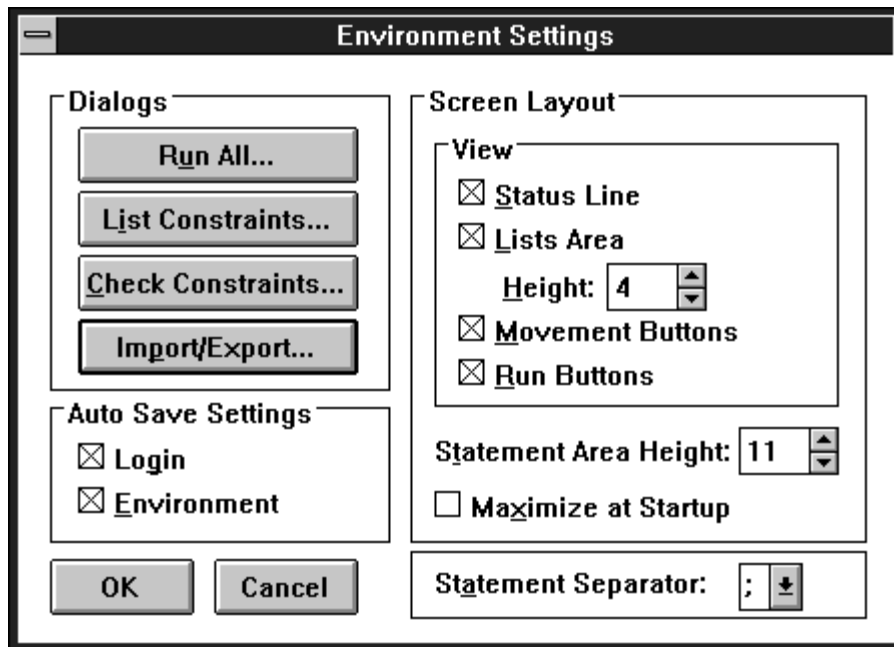 Environment Settings
Dialogs
Run All...
List Constraints...
Check Constraints...
Import/Export...
Auto Save Settings
Login
Environment
OK
Cancel
Screen Layout
View
Status Line
Lists Area
Height: 4
Movement Buttons
Run Buttons
Statement Area Height: 11
Maximize at Startup
Statement Separator: ;